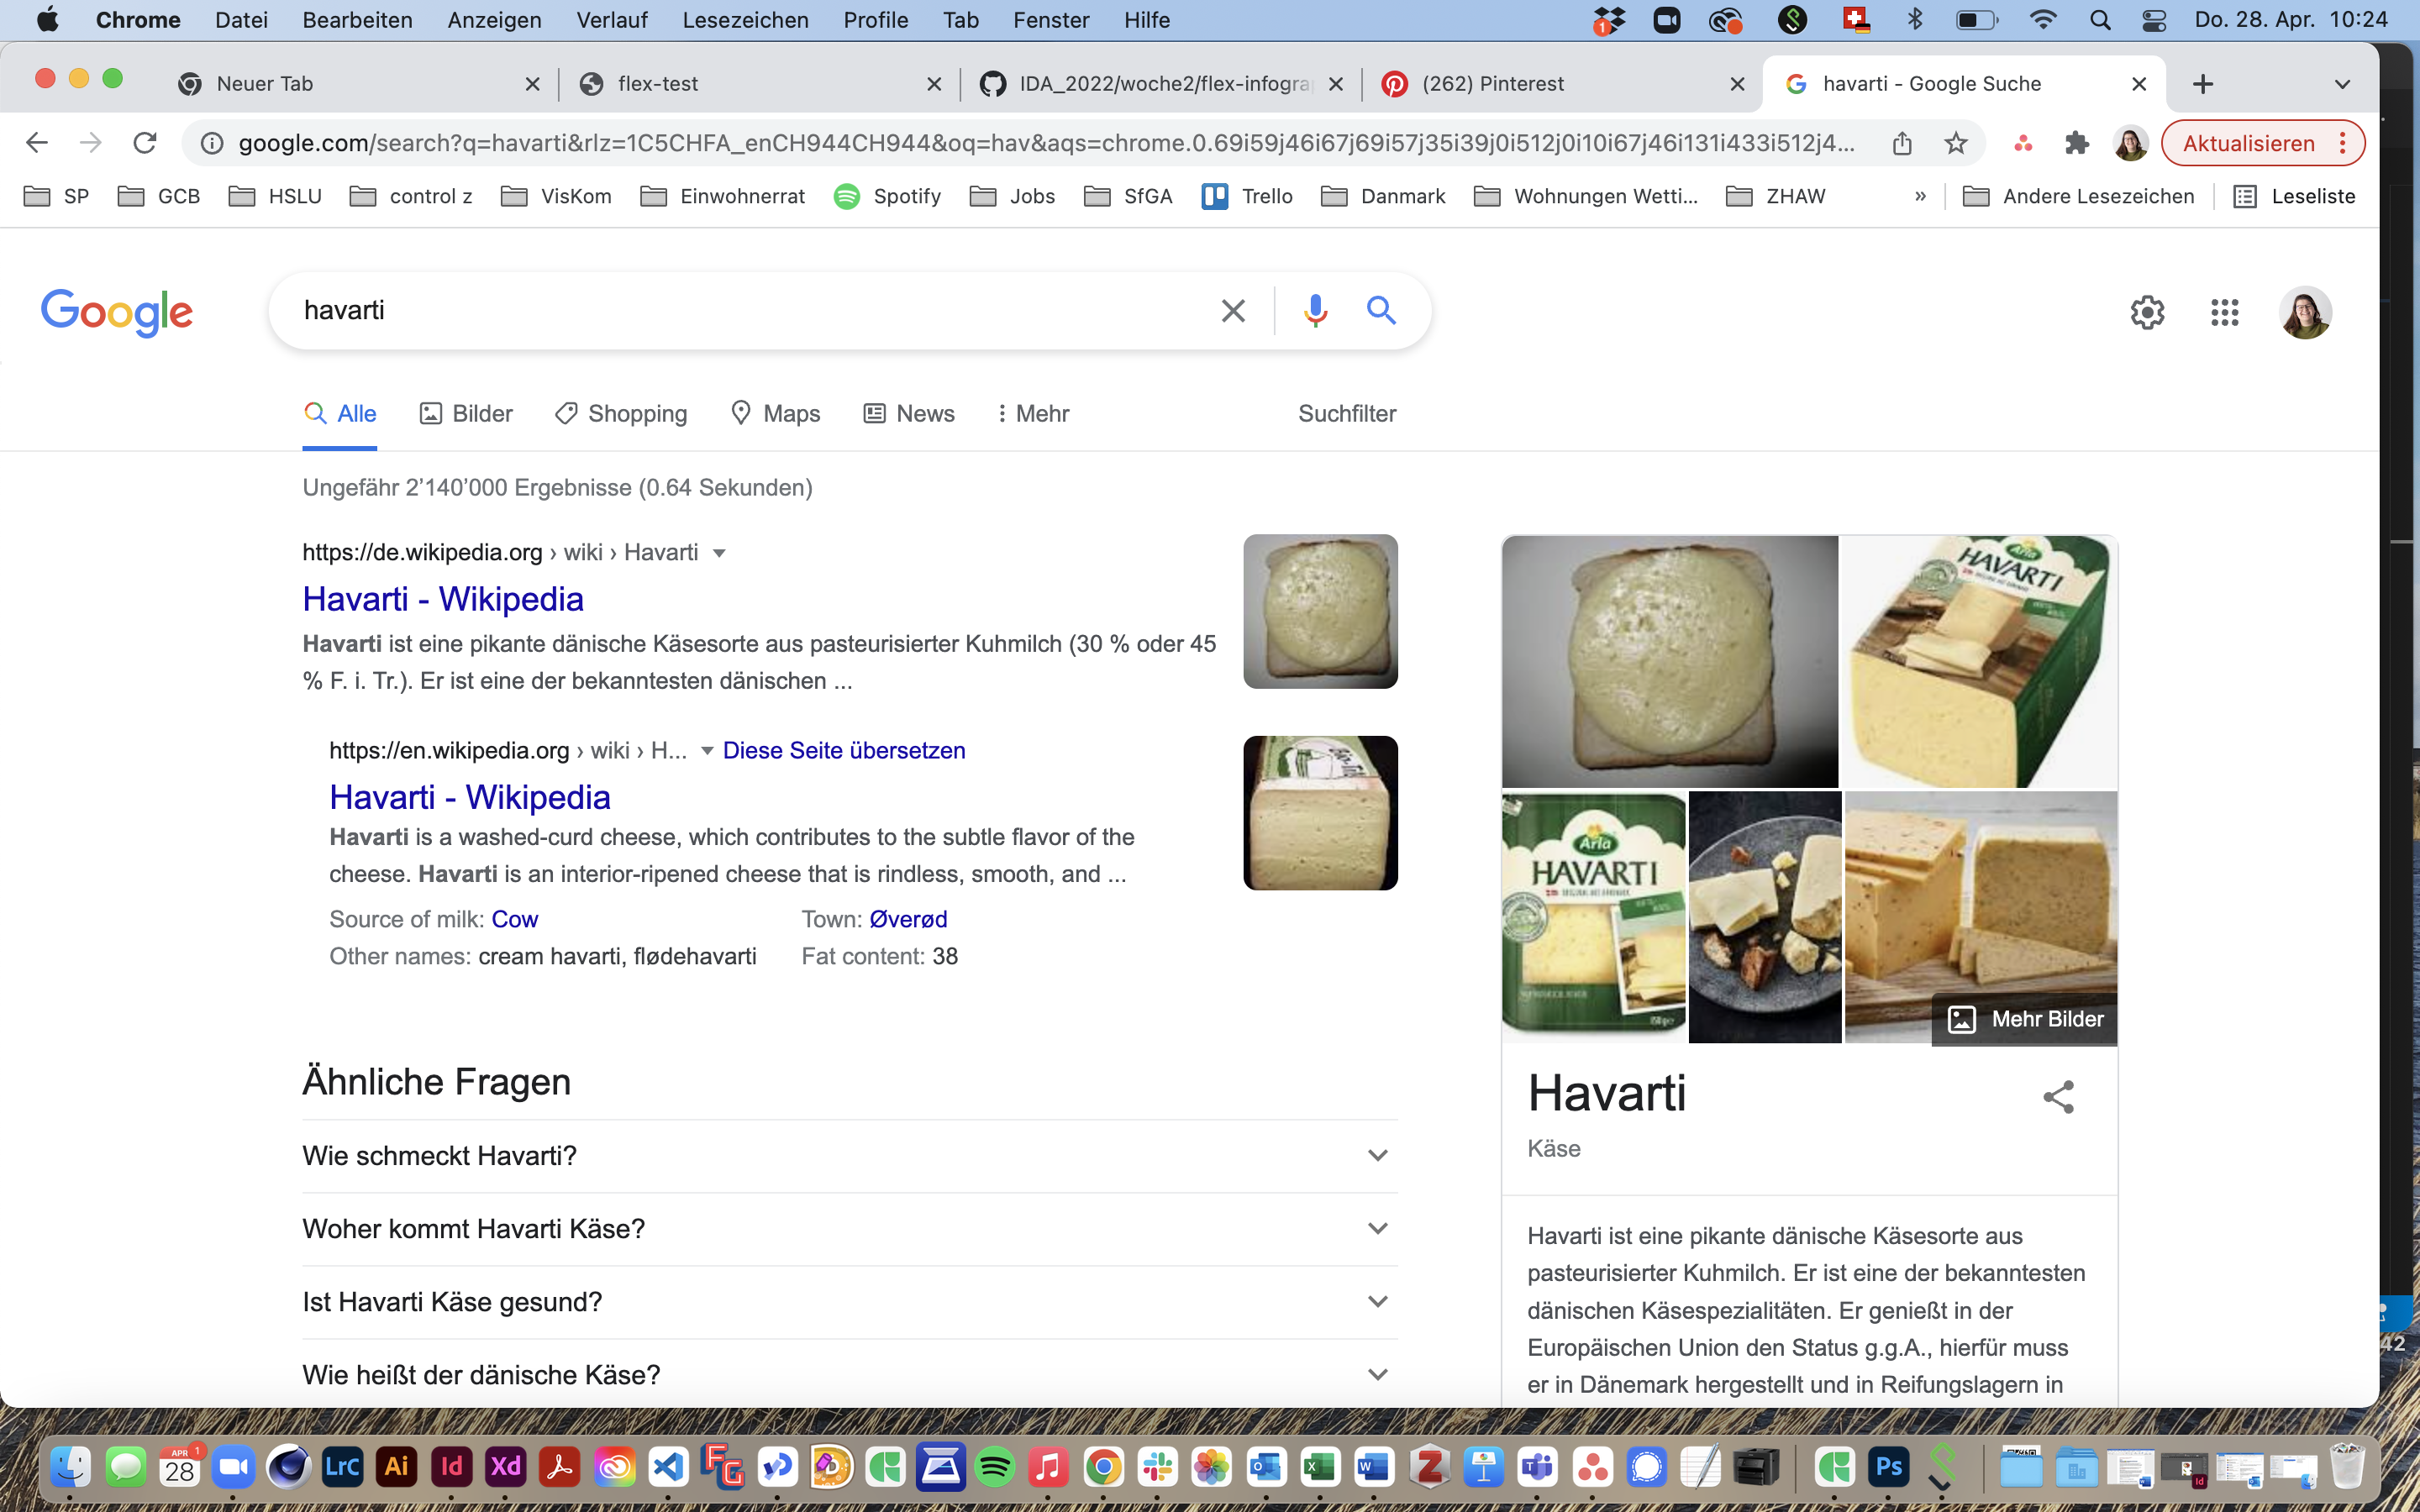 Chrome Datei Bearbeiten Anzeigen Verlauf Lesezeichen Profile Tab Fenster Hilfe 1 Do. 28. Apr. 10:24
Neuer Tab flex-test IDA_2022/woche2/flex-infogra (262) Pinterest havarti - Google Suche
google.com/search?q=havarti&rlz=1C5CHFA_enCH944CH944&oq=hav&aqs=chrome.0.69i59j46i67j69i57j35i39j0i512j0i10i67j46i131i433i512j4... Aktualisieren
SP GCB HSLU control z VisKom Einwohnerrat Spotify Jobs SfGA Trello Danmark Wohnungen Wetti... ZHAW » Andere Lesezeichen Leseliste
Google havarti
Alle Bilder Shopping Maps News Mehr Suchfilter
Ungefähr 2’140’000 Ergebnisse (0.64 Sekunden)
https://de.wikipedia.org › wiki › Havarti
Havarti - Wikipedia
Havarti ist eine pikante dänische Käsesorte aus pasteurisierter Kuhmilch (30 % oder 45
% F. i. Tr.). Er ist eine der bekanntesten dänischen ...
https://en.wikipedia.org › wiki › H... Diese Seite übersetzen
Havarti - Wikipedia
Havarti is a washed-curd cheese, which contributes to the subtle flavor of the
cheese. Havarti is an interior-ripened cheese that is rindless, smooth, and ...
Source of milk: Cow Town: Øverød
Other names: cream havarti, flødehavarti Fat content: 38
Ähnliche Fragen
Wie schmeckt Havarti?
Woher kommt Havarti Käse?
Ist Havarti Käse gesund?
Wie heißt der dänische Käse?
Arla
HAVARTI
Arla
HAVARTI
Mehr Bilder
Havarti
Käse
Havarti ist eine pikante dänische Käsesorte aus
pasteurisierter Kuhmilch. Er ist eine der bekanntesten
dänischen Käsespezialitäten. Er genießt in der
Europäischen Union den Status g.g.A., hierfür muss
er in Dänemark hergestellt und in Reifungslagern in
42
APR 28 1 LrC Ai Id Xd FG Ps